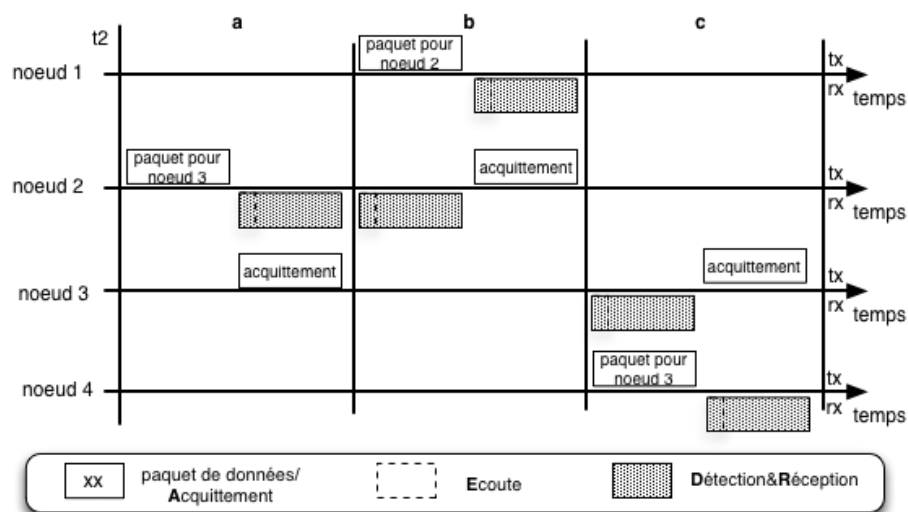 a
b
c
t2
paquet pour
noeud 2
noeud 1
tx
rx
temps
paquet pour
noeud 3
acquittement
noeud 2
tx
rx
temps
acquittement
acquittement
noeud 3
tx
rx
temps
paquet pour
noeud 3
noeud 4
tx
rx
temps
xx
paquet de données/
Acquittement
Ecoute
Détection&Réception